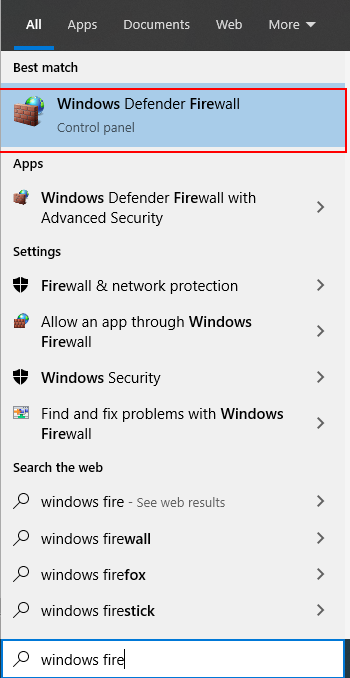 All Apps Documents Web More
Best match
Windows Defender Firewall
Control panel
Apps
Windows Defender Firewall with
Advanced Security
Settings
Firewall & network protection
Allow an app through Windows
Firewall
Windows Security
Find and fix problems with Windows
Firewall
Search the web
windows fire - See web results
windows firewall
windows firefox
windows firestick
windows fire